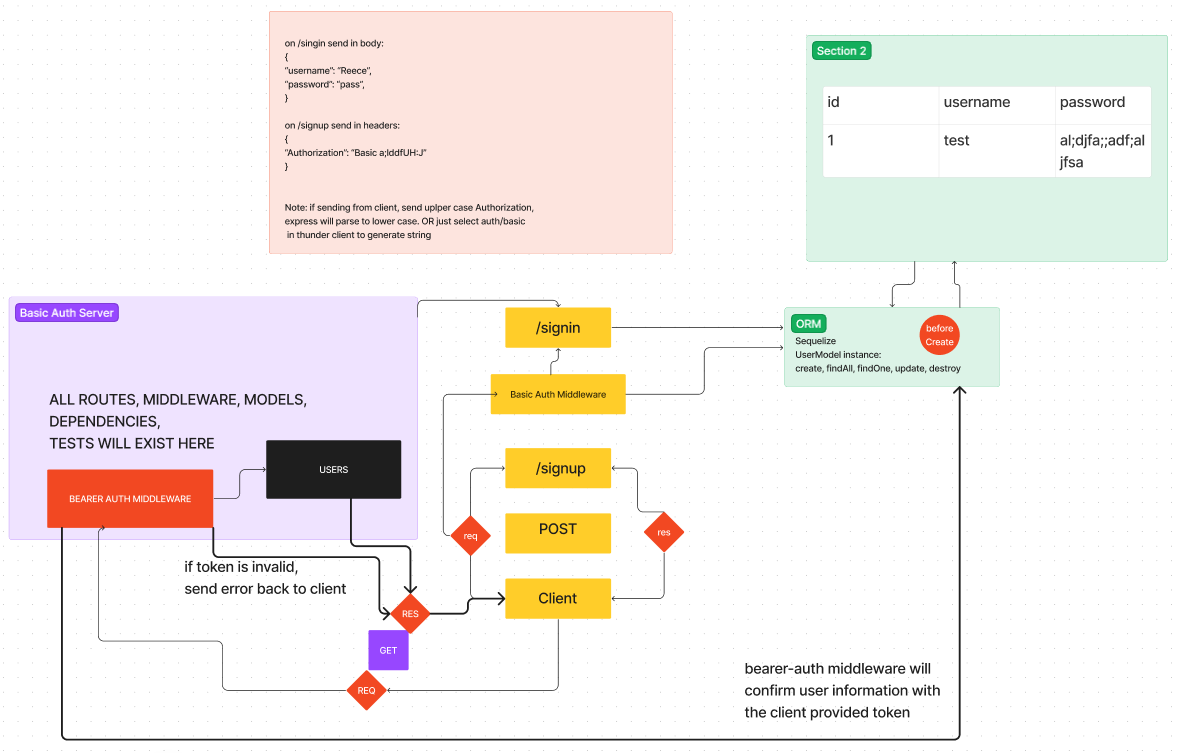 on /singin send in body:
{
"username": "Reece",
"password": "pass",
}
on /signup send in headers:
{
"Authorization": "Basic a;lddfUH:J"
}
Note: if sending from client, send uplper case Authorization,
express will parse to lower case. OR just select auth/basic
in thunder client to generate string
Section 2
id username password
1 test al;djfa;;adf;al
jfsa
Basic Auth Server
ALL ROUTES, MIDDLEWARE, MODELS,
DEPENDENCIES,
TESTS WILL EXIST HERE
BEARER AUTH MIDDLEWARE
USERS
/signin
Basic Auth Middleware
ORM
Sequelize
UserModel instance:
create, findAll, findOne, update, destroy
before
Create
/signup
POST
req
res
Client
if token is invalid,
send error back to client
RES
GET
REQ
bearer-auth middleware will
confirm user information with
the client provided token